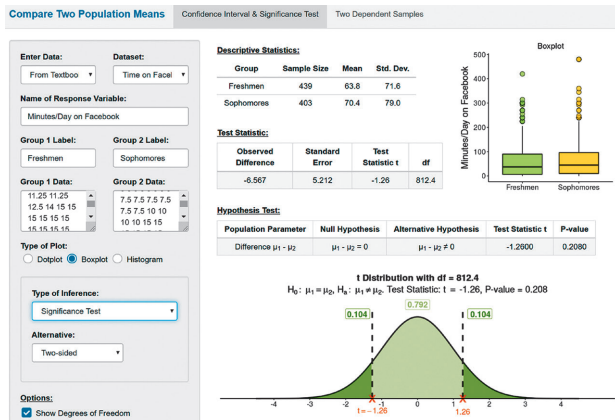 Compare Two Population Means
Confidence Interval & Significance Test
Two Dependent Samples
Enter Data:
Dataset:
From Textboo
Time on Facel
Name of Response Variable:
Minutes/Day on Facebook
Group 1 Label:
Group 2 Label:
Freshmen
Sophomores
Group 1 Data:
Group 2 Data:
11.25 11.25
12.5 14 15 15
15 15 15 15
15 15 15 15
7.5 7.5 7.5 7.5
7.5 7.5 10 10
10 10 15 15
Type of Plot:
Dotplot
Boxplot
Histogram
Type of Inference:
Significance Test
Alternative:
Two-sided
Options:
Show Degrees of Freedom
Descriptive Statistics:
Group Sample Size Mean Std. Dev.
Freshmen 439 63.8 71.6
Sophomores 403 70.4 79.0
Test Statistic:
Observed Difference Standard Error Test Statistic t df
-6.567 5.212 -1.26 812.4
Boxplot
Minutes/Day on Facebook
500
400
300
200
100
0
Freshmen
Sophomores
Hypothesis Test:
Population Parameter Null Hypothesis Alternative Hypothesis Test Statistic t P-value
Difference μ1 - μ2 μ1 - μ2 = 0 μ1 - μ2 ≠ 0 -1.2600 0.2080
t Distribution with df = 812.4
H0: μ1 = μ2, Ha: μ1 ≠ μ2. Test Statistic: t = -1.26, P-value = 0.208
0.104
0.792
0.104
-4 -3 -2 -1 0 1 2 3 4
t = -1.26
1.26